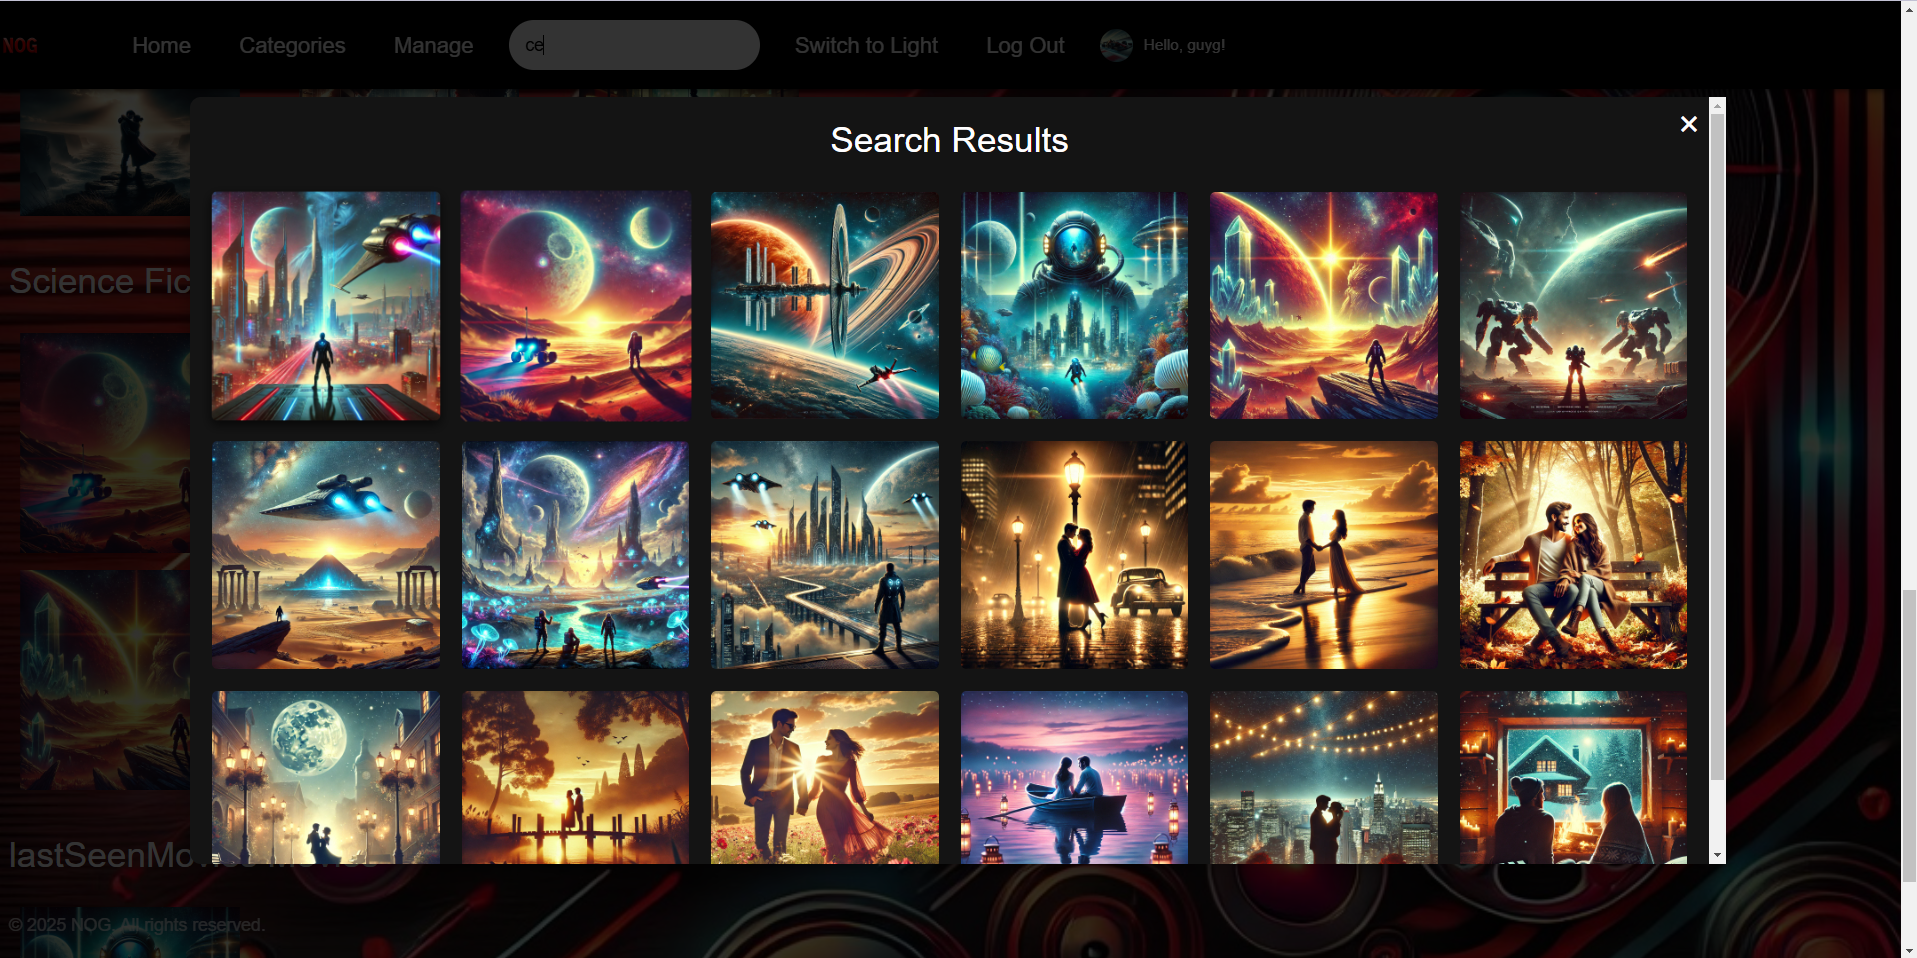 NOG
Home
Categories
Manage
ce
Switch to Light
Log Out
Hello, guyg!
Search Results
×
Science Fic
lastSeenMo
© 2025 NOG. All rights reserved.